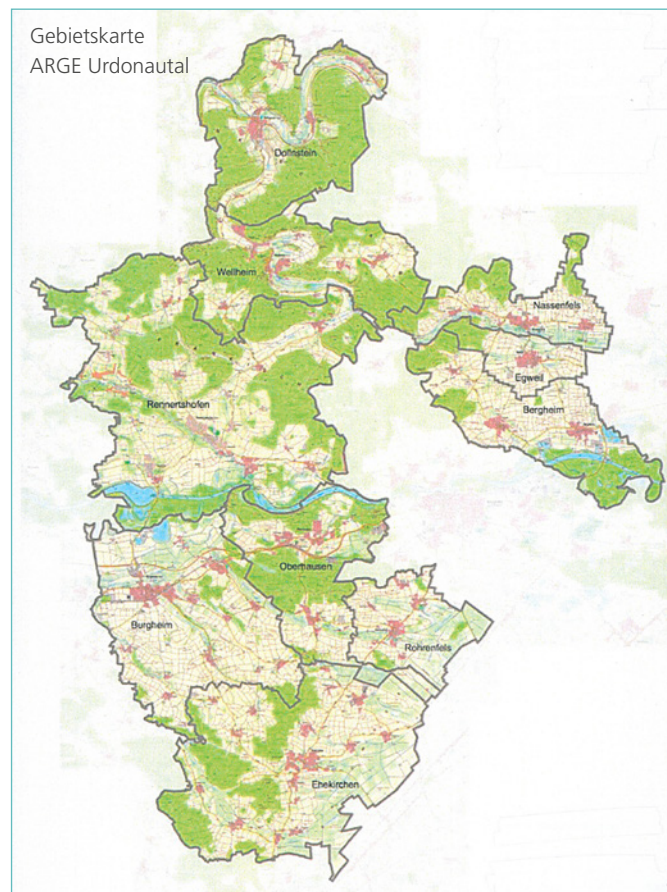 Gebietskarte
ARGE Urdonautal
Dollnstein
Wellheim
Nassenfels
Egweil
Rennertshofen
Bergheim
Oberhausen
Burgheim
Rohrenfels
Ehekirchen